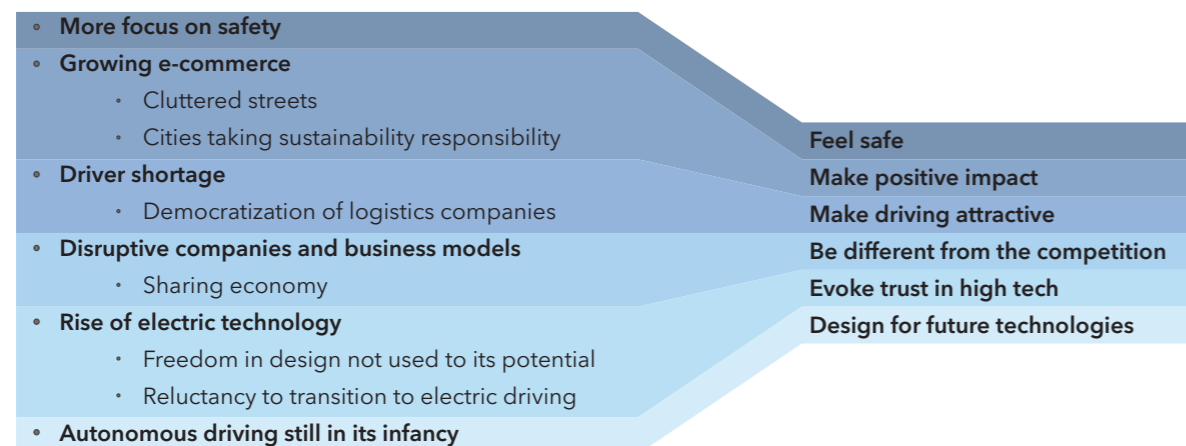 • More focus on safety
• Growing e-commerce
• Cluttered streets
• Cities taking sustainability responsibility
• Driver shortage
• Democratization of logistics companies
• Disruptive companies and business models
• Sharing economy
• Rise of electric technology
• Freedom in design not used to its potential
• Reluctancy to transition to electric driving
• Autonomous driving still in its infancy
Feel safe
Make positive impact
Make driving attractive
Be different from the competition
Evoke trust in high tech
Design for future technologies